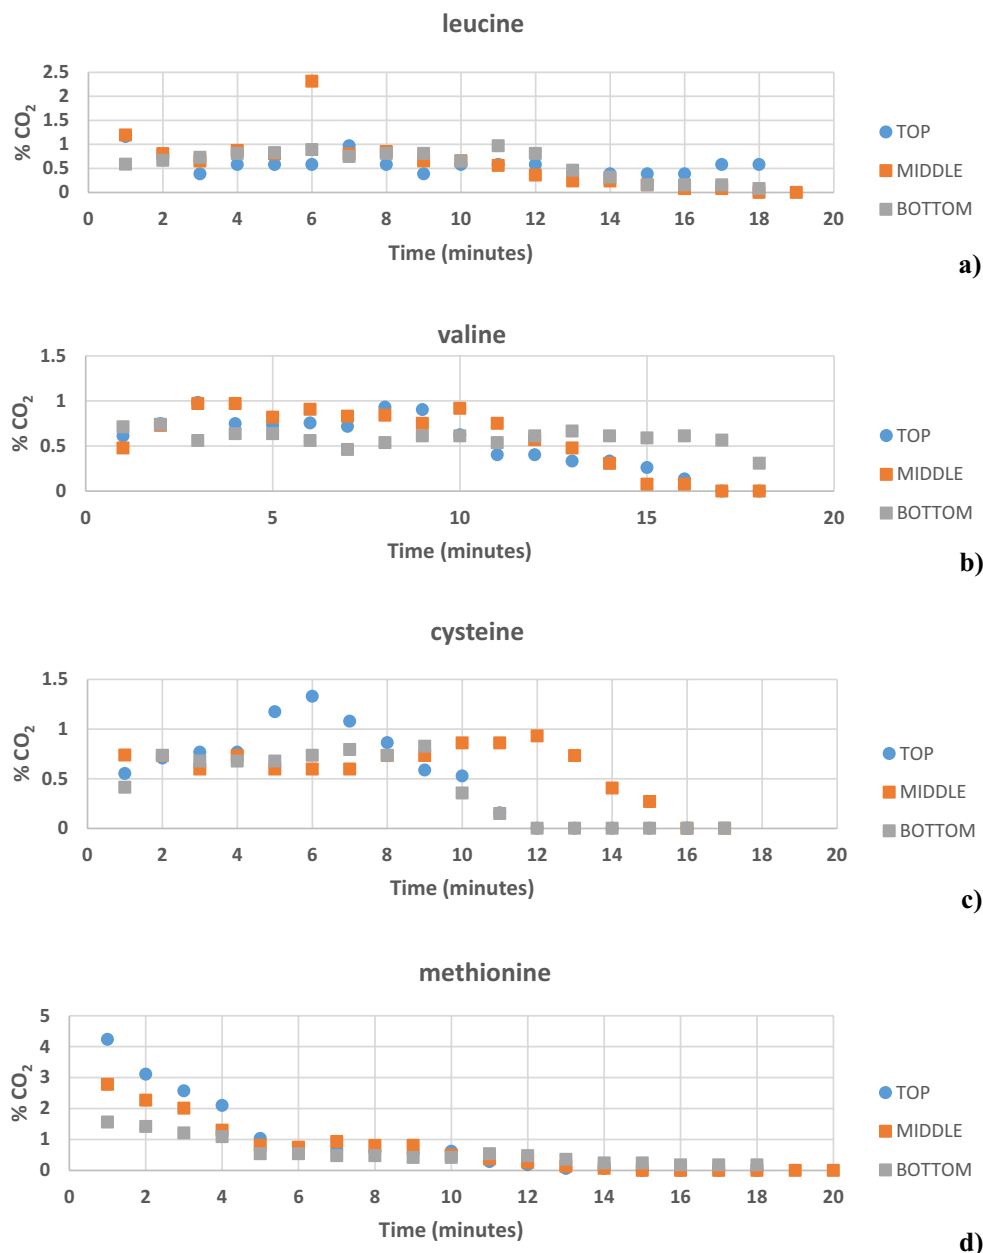 leucine
2.5
2
1.5
1
0.5
0
% CO₂
0 2 4 6 8 10 12 14 16 18 20
Time (minutes)
TOP
MIDDLE
BOTTOM
a)
valine
1.5
1
0.5
0
% CO₂
0 5 10 15 20
Time (minutes)
TOP
MIDDLE
BOTTOM
b)
cysteine
1.5
1
0.5
0
% CO₂
0 2 4 6 8 10 12 14 16 18 20
Time (minutes)
TOP
MIDDLE
BOTTOM
c)
methionine
5
4
3
2
1
0
% CO₂
0 2 4 6 8 10 12 14 16 18 20
Time (minutes)
TOP
MIDDLE
BOTTOM
d)